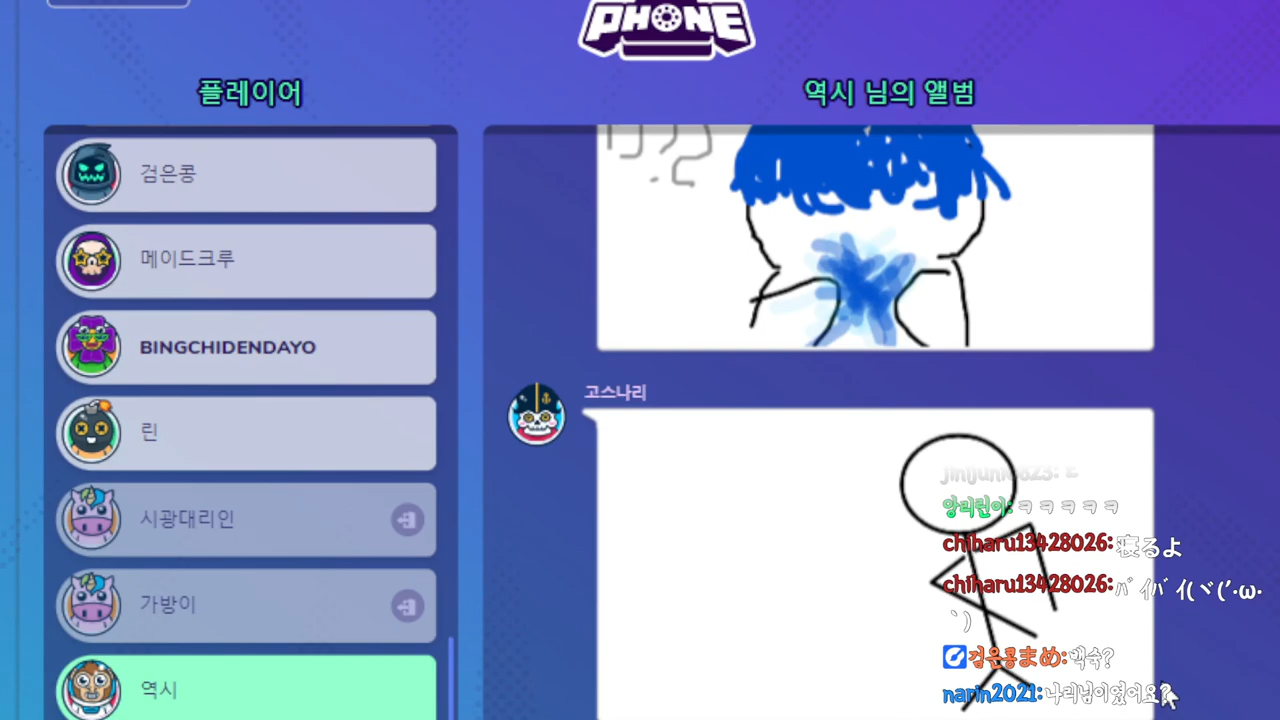 PHONE
플레이어
역시 님의 앨범
검은콩
메이드크루
BINGCHIDENDAYO
린
시광대리인
가방이
역시
고스나리
앙리린이: ㅋㅋㅋㅋㅋ
chiharu13428026: 寝るよ
chiharu13428026: ﾊﾞｲﾊﾞｲ(ヾ(´･ω･
｀)
검은콩まめ: 백숙?
narin2021: 나리님이였어요?